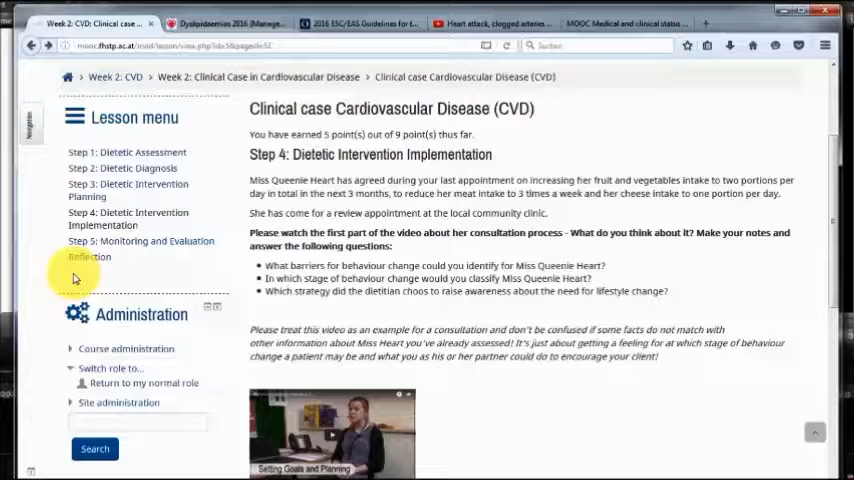 Week 2: CVD: Clinical case ...
Dyslipidaemias 2016 (Manage...
2016 ESC/EAS Guidelines for t...
Heart attack, clogged arteries...
MOOC Medical and clinical status ...
Suchen
Week 2: CVD
Week 2: Clinical Case in Cardiovascular Disease
Clinical case Cardiovascular Disease (CVD)
Navigation
Lesson menu
Step 1: Dietetic Assessment
Step 2: Dietetic Diagnosis
Step 3: Dietetic Intervention
Planning
Step 4: Dietetic Intervention
Implementation
Step 5: Monitoring and Evaluation
Reflection
Administration
Course administration
Switch role to...
Return to my normal role
Site administration
Search
Clinical case Cardiovascular Disease (CVD)
You have earned 5 point(s) out of 9 point(s) thus far.
Step 4: Dietetic Intervention Implementation
Miss Queenie Heart has agreed during your last appointment on increasing her fruit and vegetables intake to two portions per
day in total in the next 3 months, to reduce her meat intake to 3 times a week and her cheese intake to one portion per day.
She has come for a review appointment at the local community clinic.
Please watch the first part of the video about her consultation process - What do you think about it? Make your notes and
answer the following questions:
What barriers for behaviour change could you identify for Miss Queenie Heart?
In which stage of behaviour would you classify Miss Queenie Heart?
Which strategy did the dietitian choos to raise awareness about the need for lifestyle change?
Please treat this video as an example for a consultation and don't be confused if some facts do not match with
other information about Miss Heart you've already assessed! It's just about getting a feeling for at which stage of behaviour
change a patient may be and what you as his or her partner could do to encourage your client!
Setting Goals and Planning